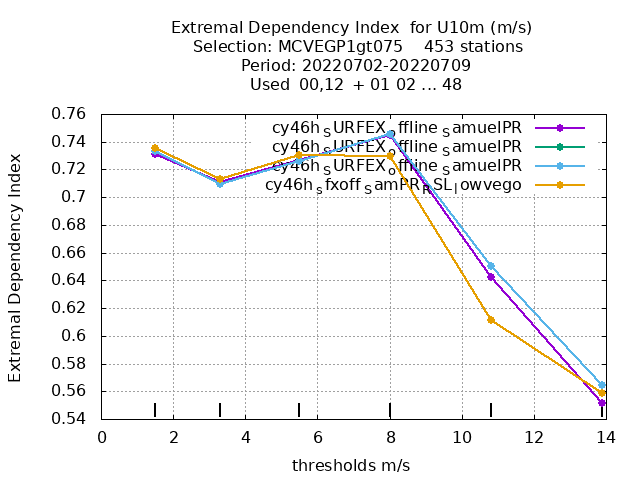 Extremal Dependency Index  for U10m (m/s)
Selection: MCVEGP1gt075    453 stations
Period: 20220702-20220709
Used  00,12  + 01 02 ... 48
Extremal Dependency Index
0.76
0.74
0.72
0.7
0.68
0.66
0.64
0.62
0.6
0.58
0.56
0.54
cy46h_SURFEX_offline_samuelPR
cy46h_SURFEX_offline_samuelPR
cy46h_SURFEX_offline_samuelPR
cy46h_sfxoff_samPR_RSL_lowvego
0 2 4 6 8 10 12 14
thresholds m/s